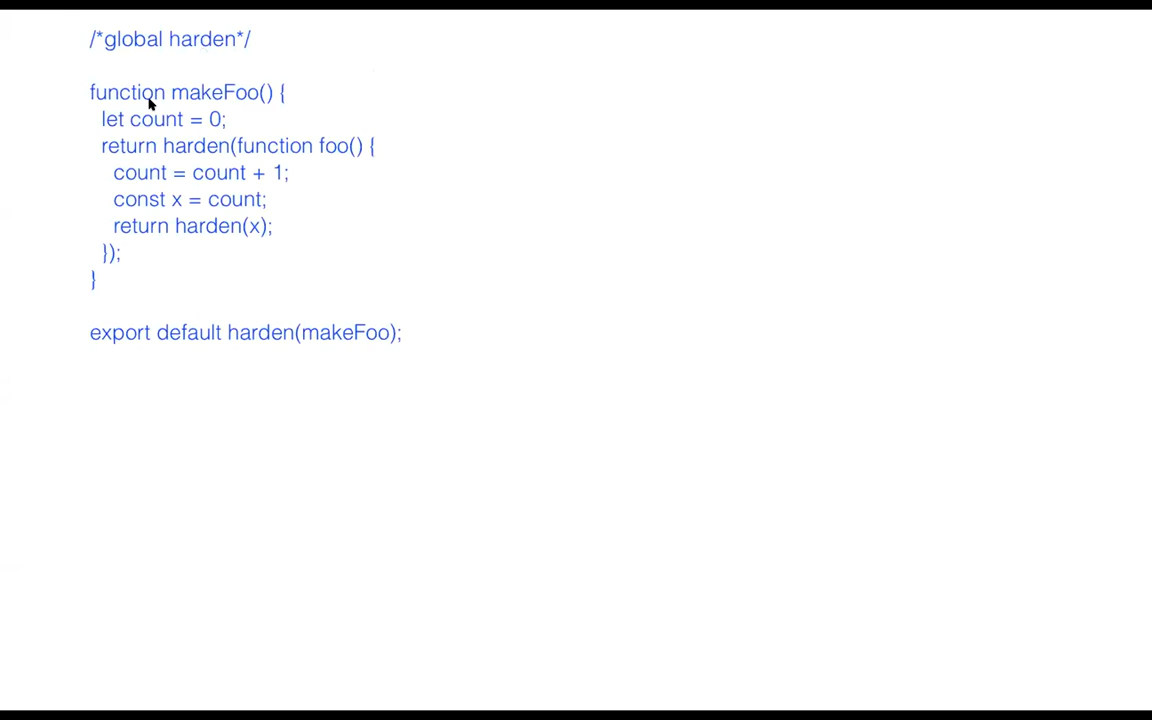 /*global harden*/
function makeFoo() {
let count = 0;
return harden(function foo() {
count = count + 1;
const x = count;
return harden(x);
});
}
export default harden(makeFoo);